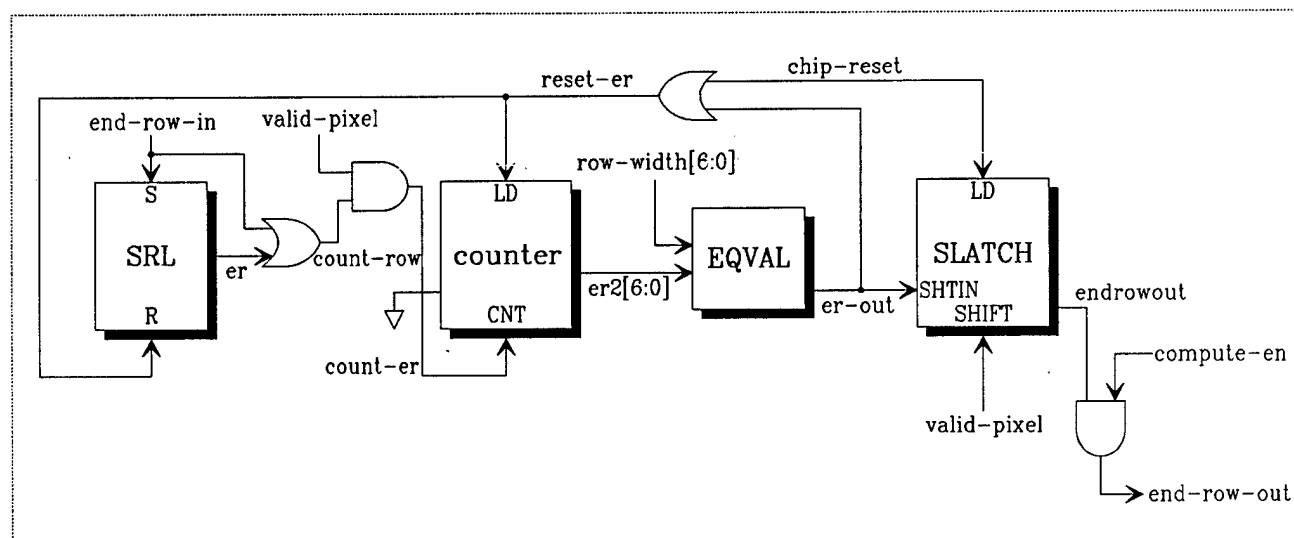 chip-reset
reset-er
end-row-in
valid-pixel
row-width[6:0]
S
LD
LD
SRL
er
count-row
counter
EQVAL
SLATCH
er2[6:0]
er-out
SHTIN
endrowout
R
CNT
SHIFT
count-er
compute-en
valid-pixel
end-row-out